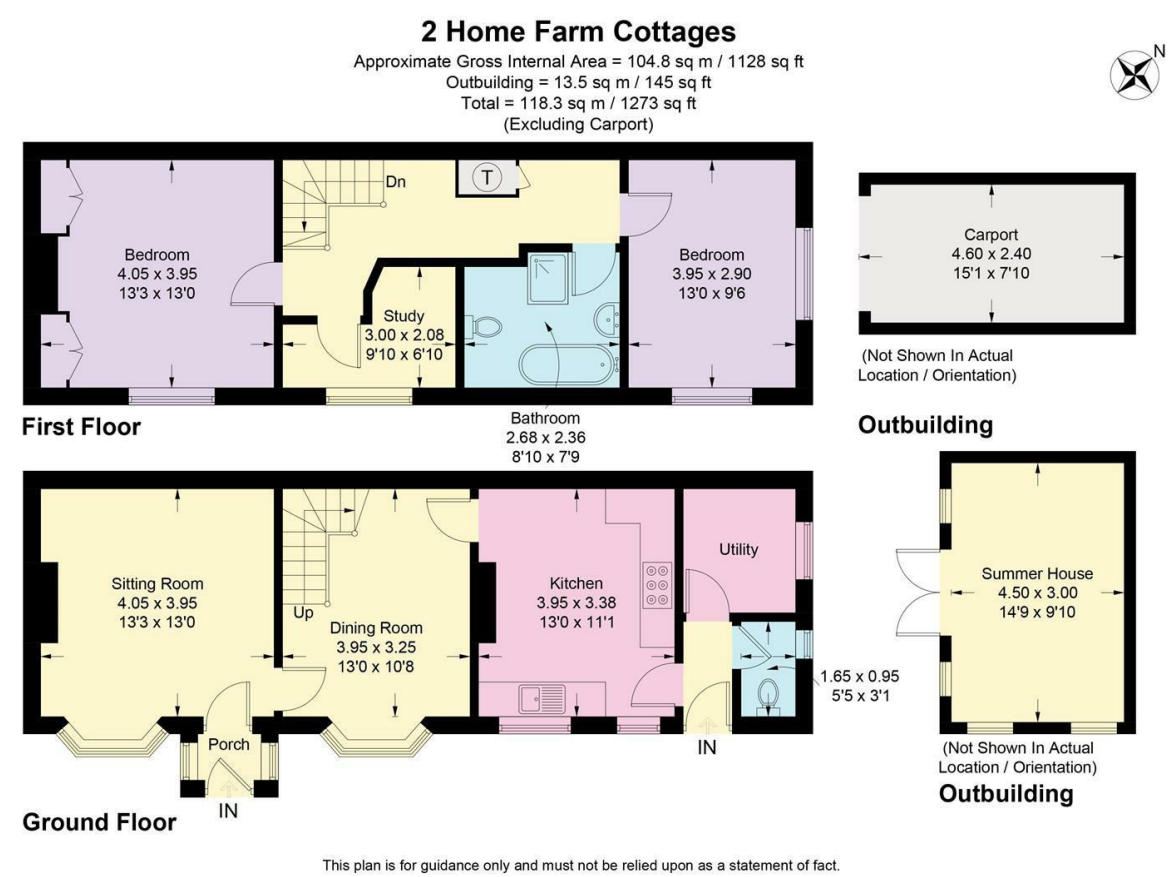 2 Home Farm Cottages
Approximate Gross Internal Area = 104.8 sq m / 1128 sq ft
Outbuilding = 13.5 sq m / 145 sq ft
Total = 118.3 sq m / 1273 sq ft
(Excluding Carport)
N
Bedroom
4.05 x 3.95
13'3 x 13'0
Dn
T
Study
3.00 x 2.08
9'10 x 6'10
Bedroom
3.95 x 2.90
13'0 x 9'6
Bathroom
2.68 x 2.36
8'10 x 7'9
First Floor
Carport
4.60 x 2.40
15'1 x 7'10
(Not Shown In Actual
Location / Orientation)
Outbuilding
Sitting Room
4.05 x 3.95
13'3 x 13'0
Up
Dining Room
3.95 x 3.25
13'0 x 10'8
Kitchen
3.95 x 3.38
13'0 x 11'1
Utility
1.65 x 0.95
5'5 x 3'1
Porch
IN
IN
Ground Floor
Summer House
4.50 x 3.00
14'9 x 9'10
(Not Shown In Actual
Location / Orientation)
Outbuilding
This plan is for guidance only and must not be relied upon as a statement of fact.